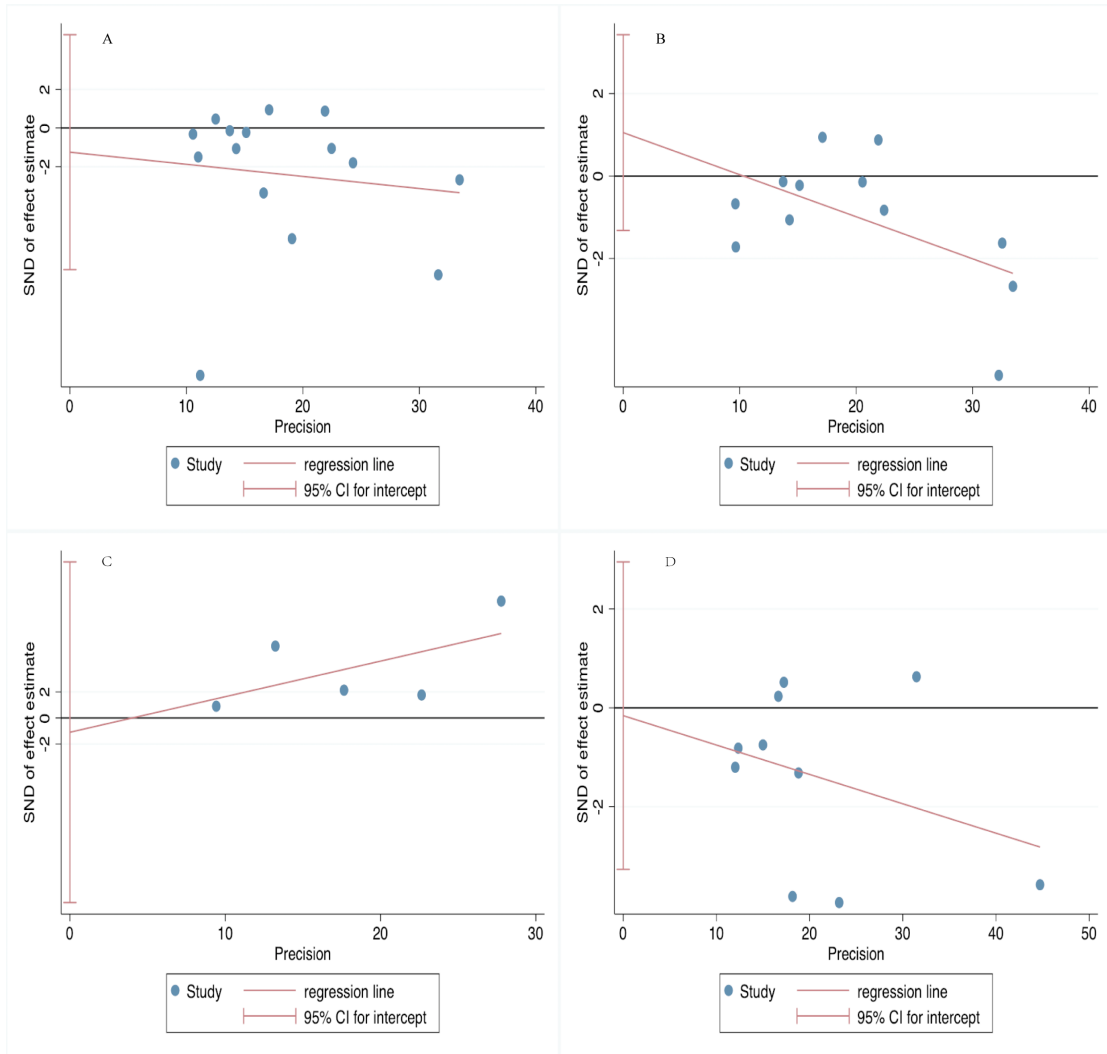 A
SND of effect estimate
2
0
-2
0 10 20 30 40
Precision
Study regression line
95% CI for intercept
B
SND of effect estimate
2
0
-2
0 10 20 30 40
Precision
Study regression line
95% CI for intercept
C
SND of effect estimate
2
0
-2
0 10 20 30
Precision
Study regression line
95% CI for intercept
D
SND of effect estimate
2
0
-2
0 10 20 30 40 50
Precision
Study regression line
95% CI for intercept